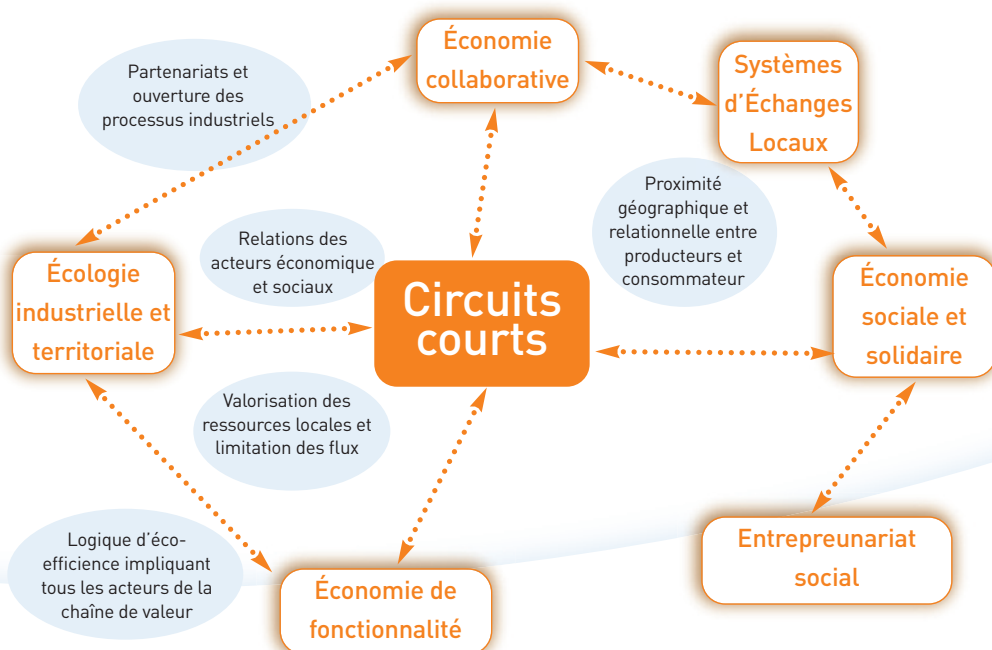 Économie
collaborative
Systèmes
d'Échanges
Locaux
Partenariats et
ouverture des
processus industriels
Proximité
géographique et
relationnelle entre
producteurs et
consommateur
Relations des
acteurs économique
et sociaux
Écologie
industrielle et
territoriale
Circuits
courts
Économie
sociale et
solidaire
Valorisation des
ressources locales et
limitation des flux
Logique d'éco-
efficience impliquant
tous les acteurs de la
chaîne de valeur
Économie de
fonctionnalité
Entrepreunariat
social